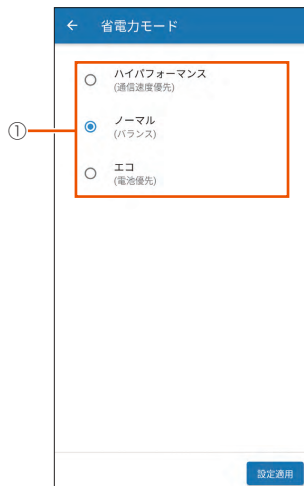 省電力モード
ハイパフォーマンス
(通信速度優先)
①
ノーマル
(バランス)
エコ
(電池優先)
設定適用